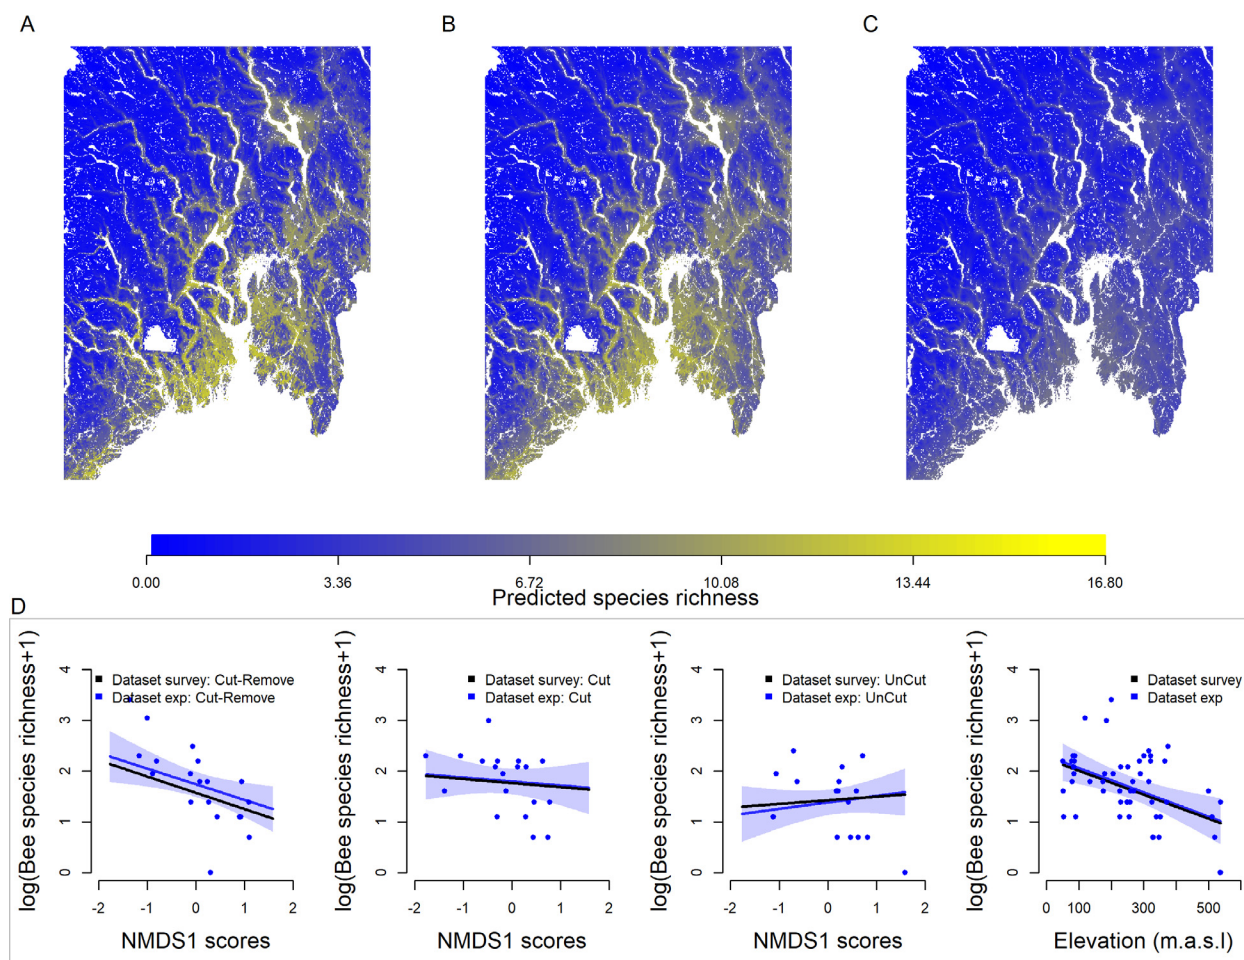 A
B
C
0.00
3.36
6.72
10.08
13.44
16.80
Predicted species richness
D
log(Bee species richness+1)
4
3
2
1
0
Dataset survey: Cut-Remove
Dataset exp: Cut-Remove
-2
-1
0
1
2
NMDS1 scores
log(Bee species richness+1)
4
3
2
1
0
Dataset survey: Cut
Dataset exp: Cut
-2
-1
0
1
2
NMDS1 scores
log(Bee species richness+1)
4
3
2
1
0
Dataset survey: UnCut
Dataset exp: UnCut
-2
-1
0
1
2
NMDS1 scores
log(Bee species richness+1)
4
3
2
1
0
Dataset survey
Dataset exp
0
100
300
500
Elevation (m.a.s.l)